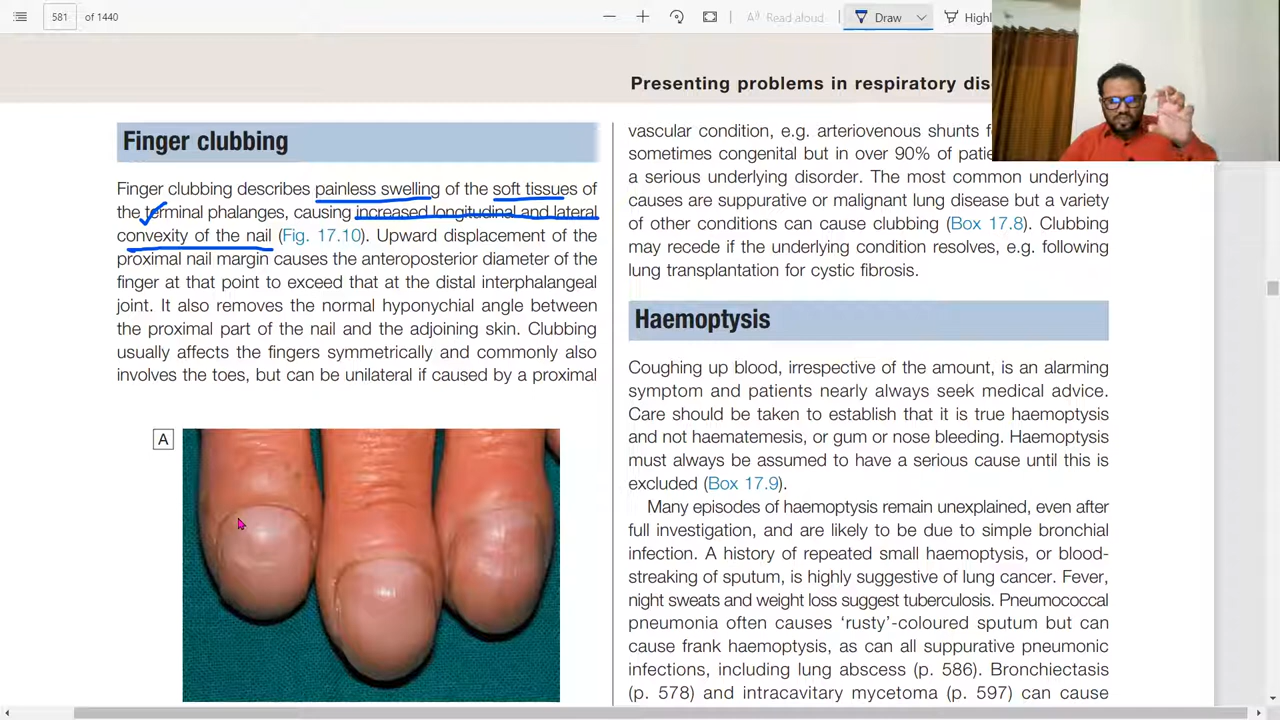 581 of 1440
Read aloud
Draw
Presenting problems in respiratory
Finger clubbing
Finger clubbing describes painless swelling of the soft tissues of
the terminal phalanges, causing increased longitudinal and lateral
convexity of the nail (Fig. 17.10). Upward displacement of the
proximal nail margin causes the anteroposterior diameter of the
finger at that point to exceed that at the distal interphalangeal
joint. It also removes the normal hyponychial angle between
the proximal part of the nail and the adjoining skin. Clubbing
usually affects the fingers symmetrically and commonly also
involves the toes, but can be unilateral if caused by a proximal
A
vascular condition, e.g. arteriovenous shunts
sometimes congenital but in over 90% of
a serious underlying disorder. The most common underlying
causes are suppurative or malignant lung disease but a variety
of other conditions can cause clubbing (Box 17.8). Clubbing
may recede if the underlying condition resolves, e.g. following
lung transplantation for cystic fibrosis.
Haemoptysis
Coughing up blood, irrespective of the amount, is an alarming
symptom and patients nearly always seek medical advice.
Care should be taken to establish that it is true haemoptysis
and not haematemesis, or gum or nose bleeding. Haemoptysis
must always be assumed to have a serious cause until this is
excluded (Box 17.9).
Many episodes of haemoptysis remain unexplained, even after
full investigation, and are likely to be due to simple bronchial
infection. A history of repeated small haemoptysis, or blood-
streaking of sputum, is highly suggestive of lung cancer. Fever,
night sweats and weight loss suggest tuberculosis. Pneumococcal
pneumonia often causes ‘rusty’-coloured sputum but can
cause frank haemoptysis, as can all suppurative pneumonic
infections, including lung abscess (p. 586). Bronchiectasis
(p. 578) and intracavitary mycetoma (p. 597) can cause